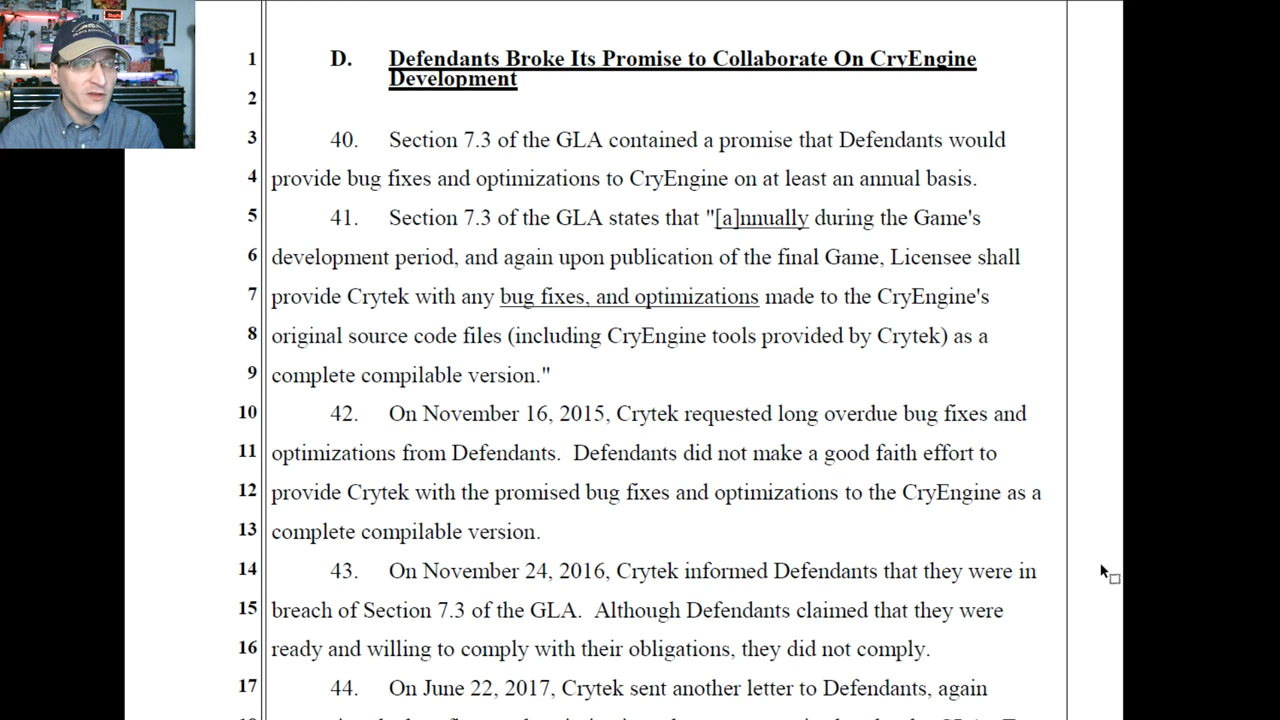 1 D. Defendants Broke Its Promise to Collaborate On CryEngine
Development
2
3 40. Section 7.3 of the GLA contained a promise that Defendants would
4 provide bug fixes and optimizations to CryEngine on at least an annual basis.
5 41. Section 7.3 of the GLA states that "[a]nnually during the Game's
6 development period, and again upon publication of the final Game, Licensee shall
7 provide Crytek with any bug fixes, and optimizations made to the CryEngine's
8 original source code files (including CryEngine tools provided by Crytek) as a
9 complete compilable version."
10 42. On November 16, 2015, Crytek requested long overdue bug fixes and
11 optimizations from Defendants. Defendants did not make a good faith effort to
12 provide Crytek with the promised bug fixes and optimizations to the CryEngine as a
13 complete compilable version.
14 43. On November 24, 2016, Crytek informed Defendants that they were in
15 breach of Section 7.3 of the GLA. Although Defendants claimed that they were
16 ready and willing to comply with their obligations, they did not comply.
17 44. On June 22, 2017, Crytek sent another letter to Defendants, again